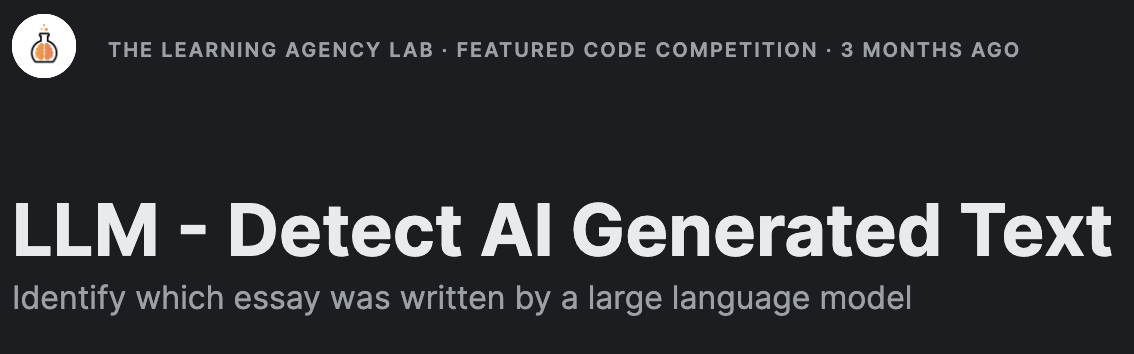 THE LEARNING AGENCY LAB · FEATURED CODE COMPETITION · 3 MONTHS AGO
LLM - Detect AI Generated Text
Identify which essay was written by a large language model